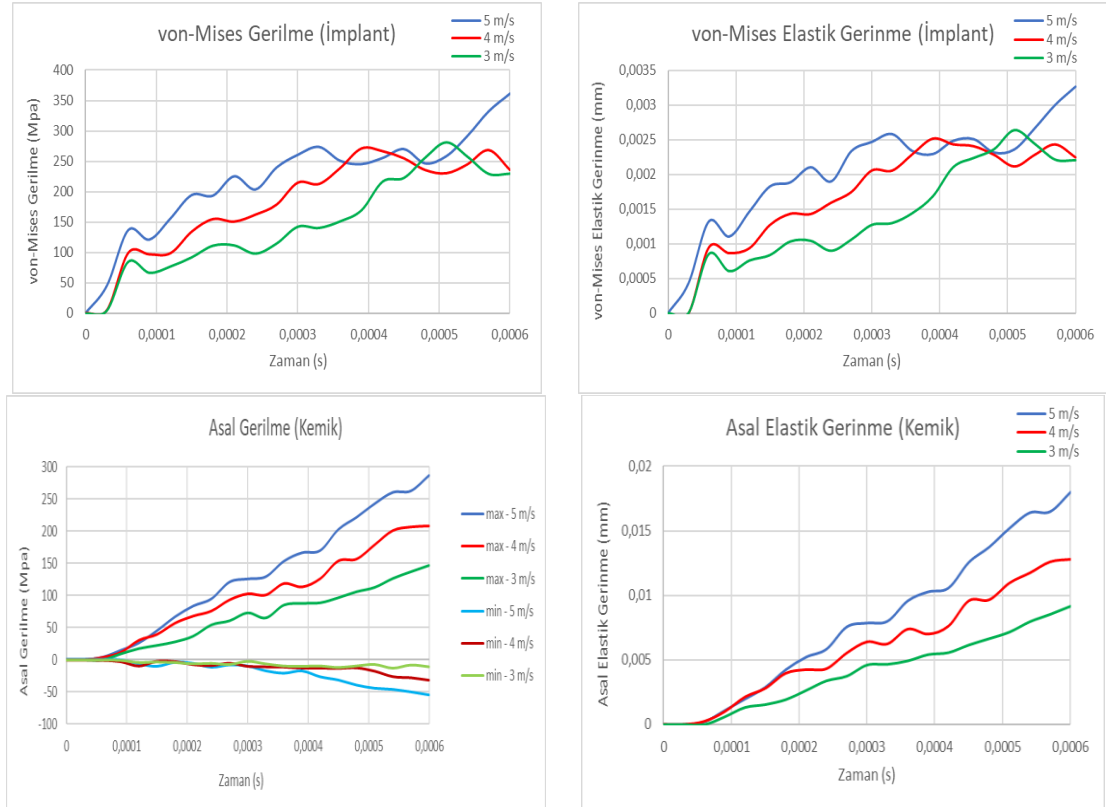 von-Mises Gerilme (İmplant)
5 m/s
4 m/s
3 m/s
von-Mises Gerilme (Mpa)
400
350
300
250
200
150
100
50
0
0
0,0001
0,0002
0,0003
0,0004
0,0005
0,0006
Zaman (s)
von-Mises Elastik Gerinme (İmplant)
5 m/s
4 m/s
3 m/s
von-Mises Elastik Gerinme (mm)
0,0035
0,003
0,0025
0,002
0,0015
0,001
0,0005
0
0
0,0001
0,0002
0,0003
0,0004
0,0005
0,0006
Zaman (s)
Asal Gerilme (Kemik)
Asal Gerilme (Mpa)
300
250
200
150
100
50
0
-50
-100
0
0,0001
0,0002
0,0003
0,0004
0,0005
0,0006
Zaman (s)
max - 5 m/s
max - 4 m/s
max - 3 m/s
min - 5 m/s
min - 4 m/s
min - 3 m/s
Asal Elastik Gerinme (Kemik)
5 m/s
4 m/s
3 m/s
Asal Elastik Gerinme (mm)
0,02
0,015
0,01
0,005
0
0
0,0001
0,0002
0,0003
0,0004
0,0005
0,0006
Zaman (s)